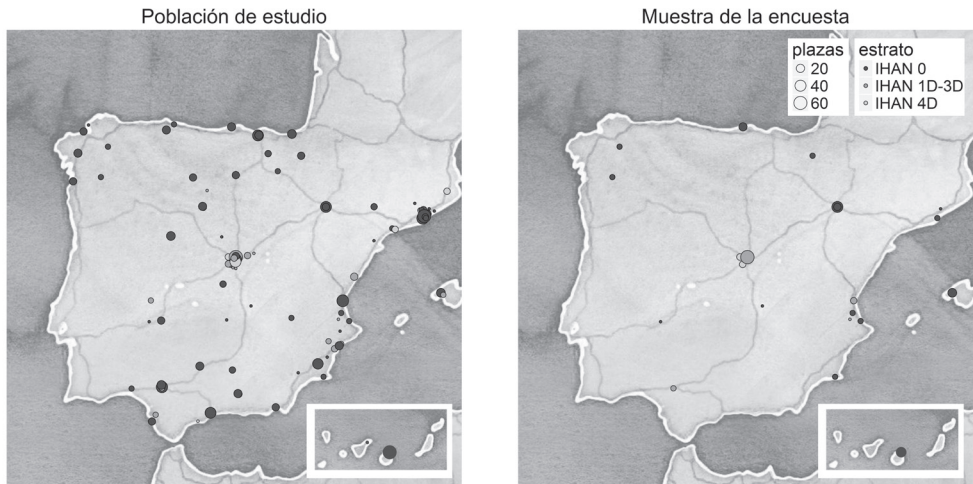 Población de estudio
Muestra de la encuesta
plazas
20
40
60
estrato
IHAN 0
IHAN 1D-3D
IHAN 4D